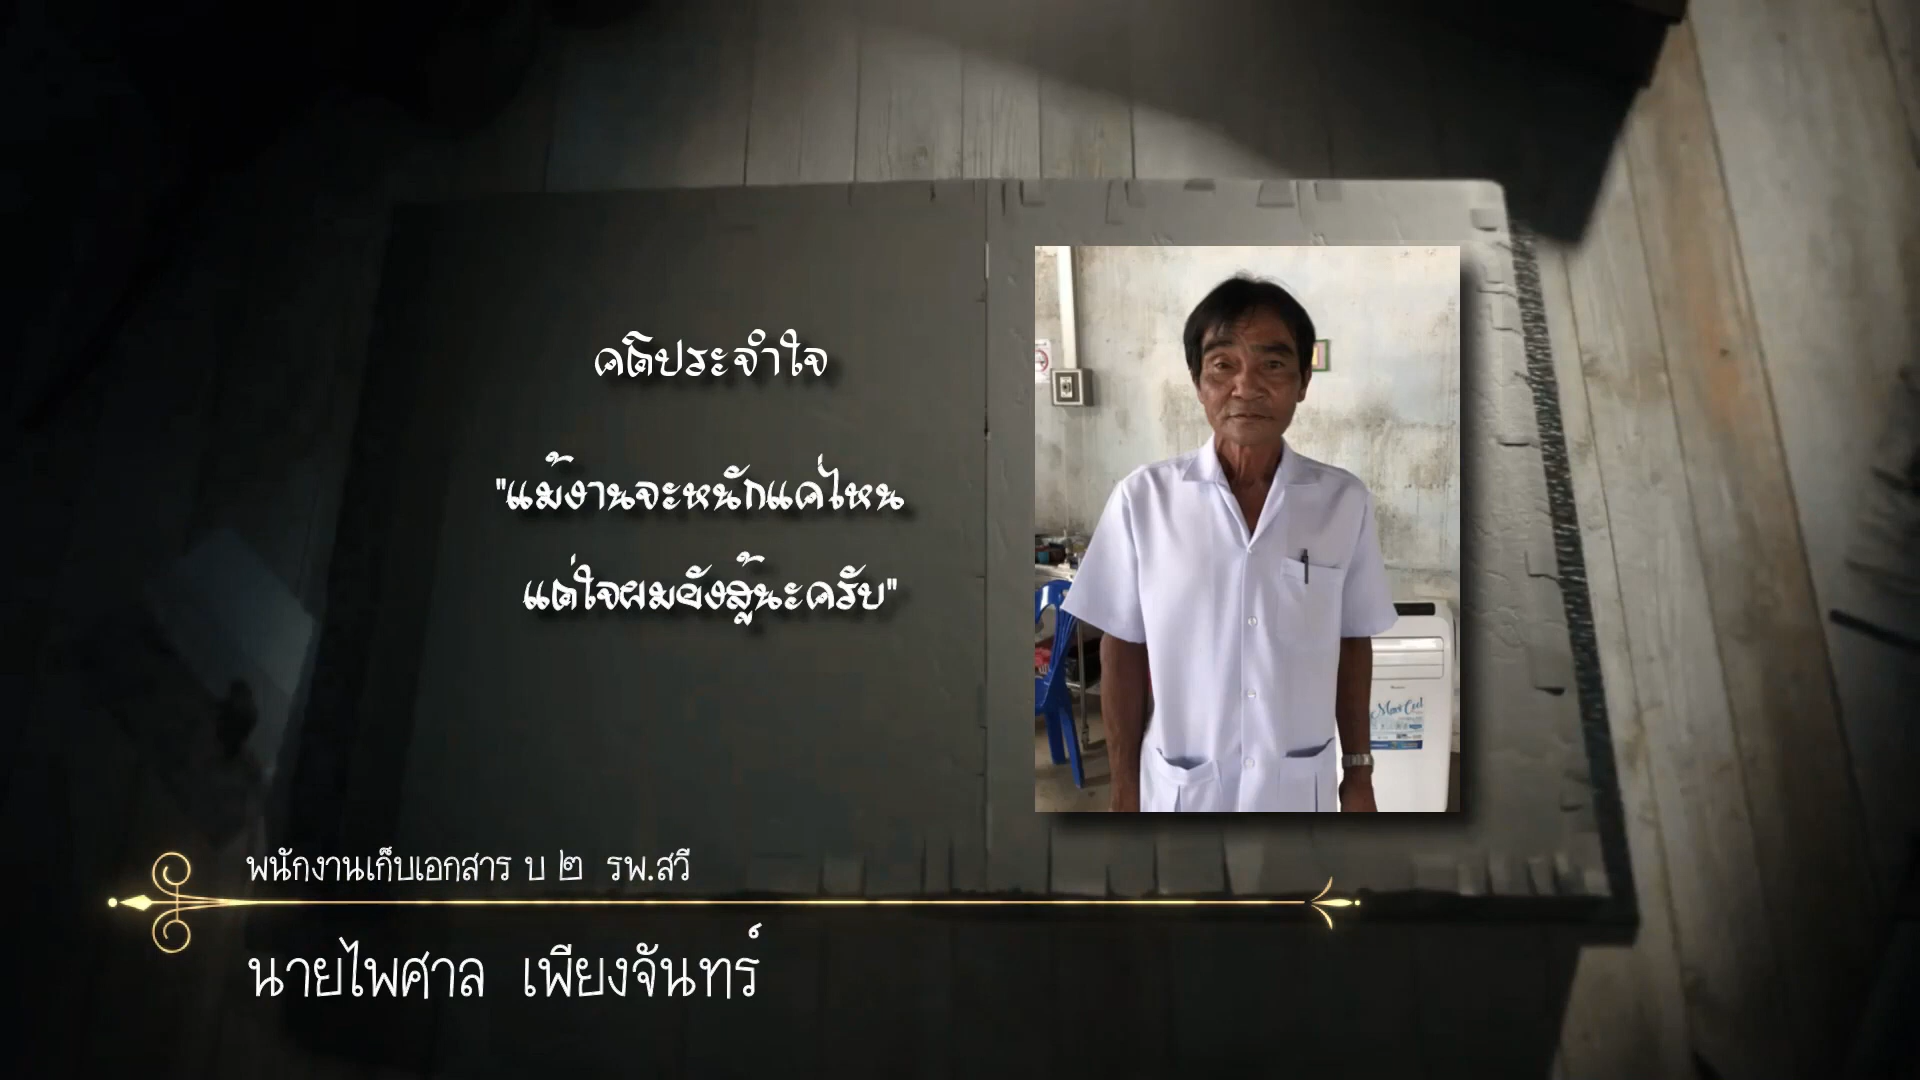 คติประจำใจ
"แม้งานจะหนักแค่ไหน
แต่ใจผมยังสู้นะครับ"
พนักงานเก็บเอกสาร บ ๒ รพ.สวี
นายไพศาล เพียงจันทร์